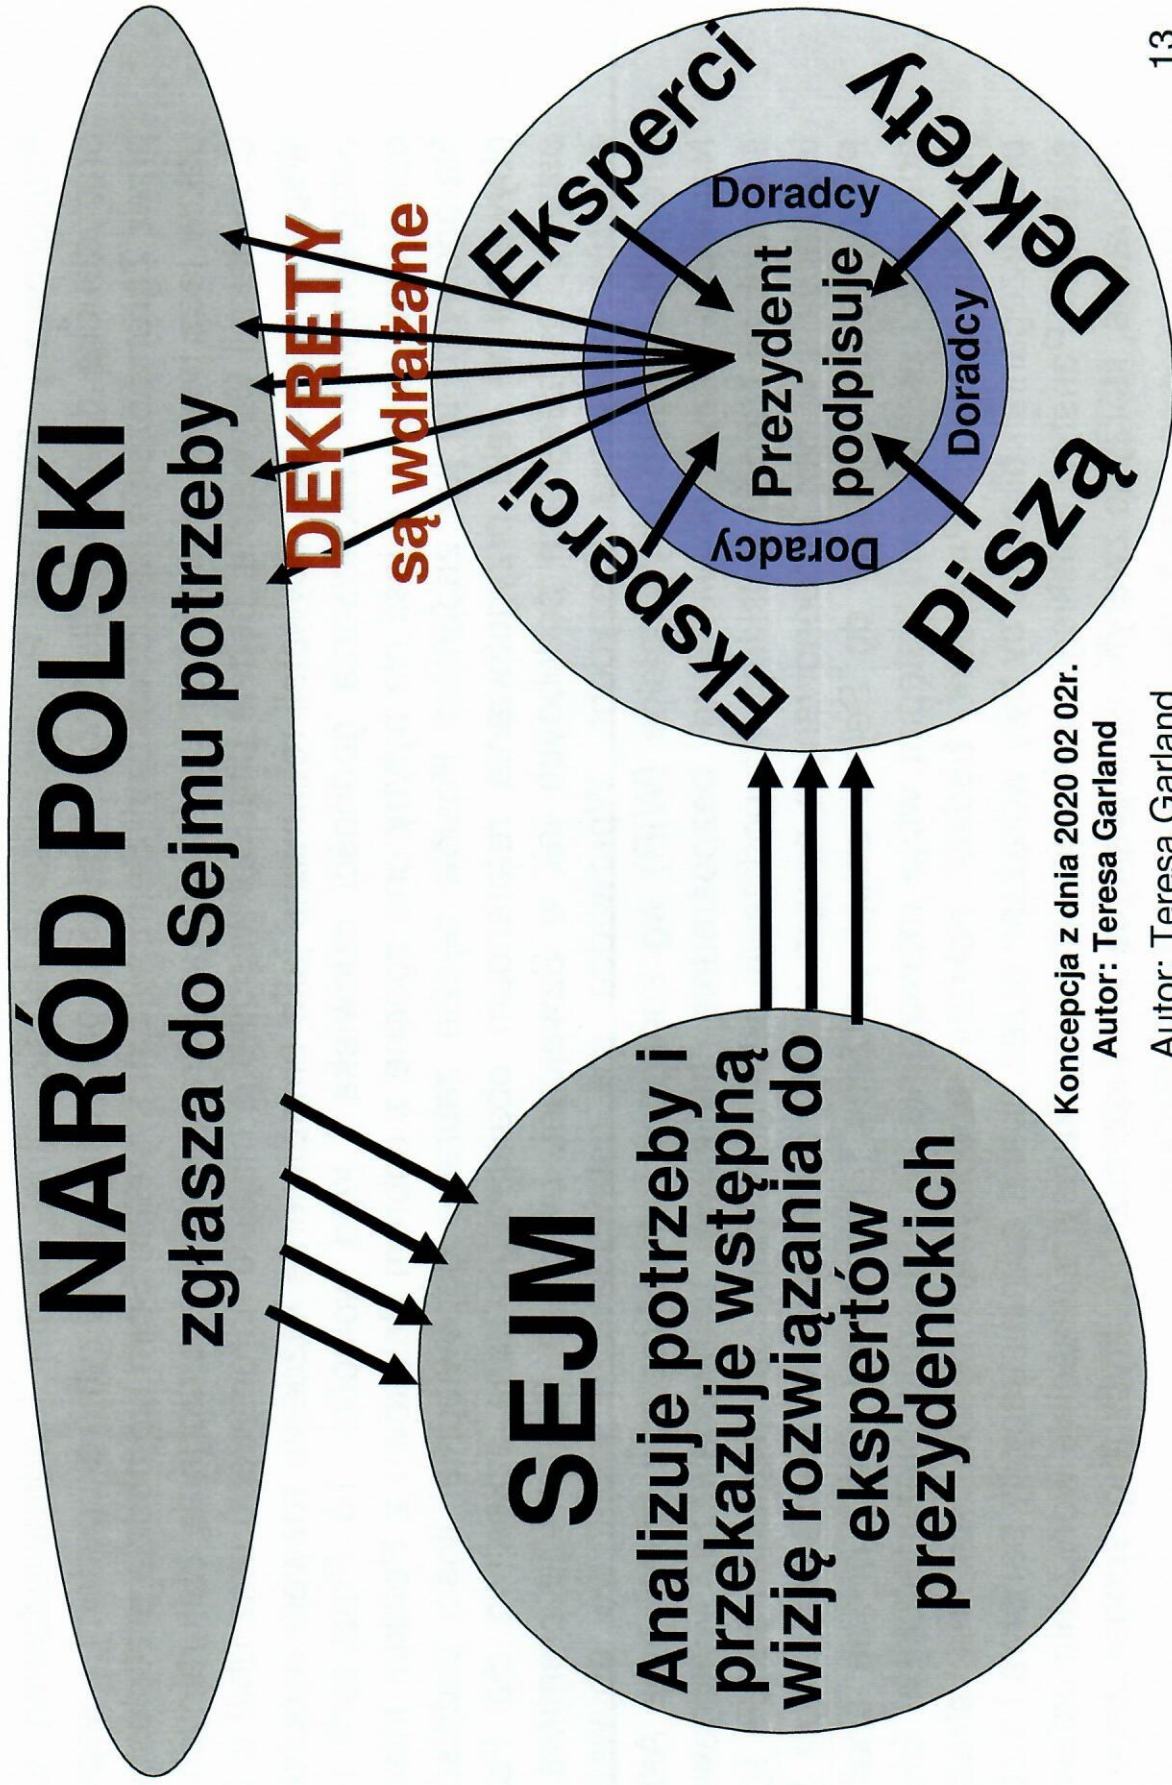 NARÓD POLSKI
zgłasza do Sejmu potrzeby
DEKRETY
są wdrażane
SEJM
Analizuje potrzeby i
przekazuje wstępną
wizję rozwiązania do
ekspertów
prezydenckich
Eksperci
Eksperci
Piszą
Dekrety
Doradcy
Doradcy
Doradcy
Prezydent
podpisuje
Koncepcja z dnia 2020 02 02r.
Autor: Teresa Garland
Autor: Teresa Garland
13